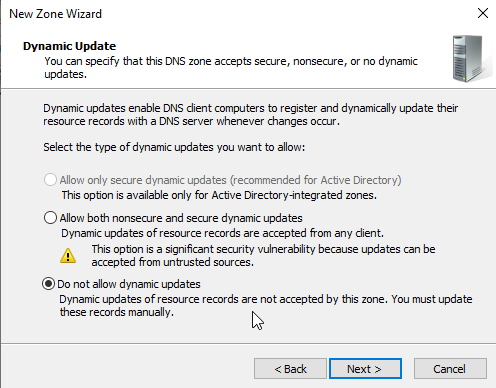 New Zone Wizard
Dynamic Update
You can specify that this DNS zone accepts secure, nonsecure, or no dynamic
updates.
Dynamic updates enable DNS client computers to register and dynamically update their
resource records with a DNS server whenever changes occur.
Select the type of dynamic updates you want to allow:
Allow only secure dynamic updates (recommended for Active Directory)
This option is available only for Active Directory-integrated zones.
Allow both nonsecure and secure dynamic updates
Dynamic updates of resource records are accepted from any client.
This option is a significant security vulnerability because updates can be
accepted from untrusted sources.
Do not allow dynamic updates
Dynamic updates of resource records are not accepted by this zone. You must update
these records manually.
< Back
Next >
Cancel